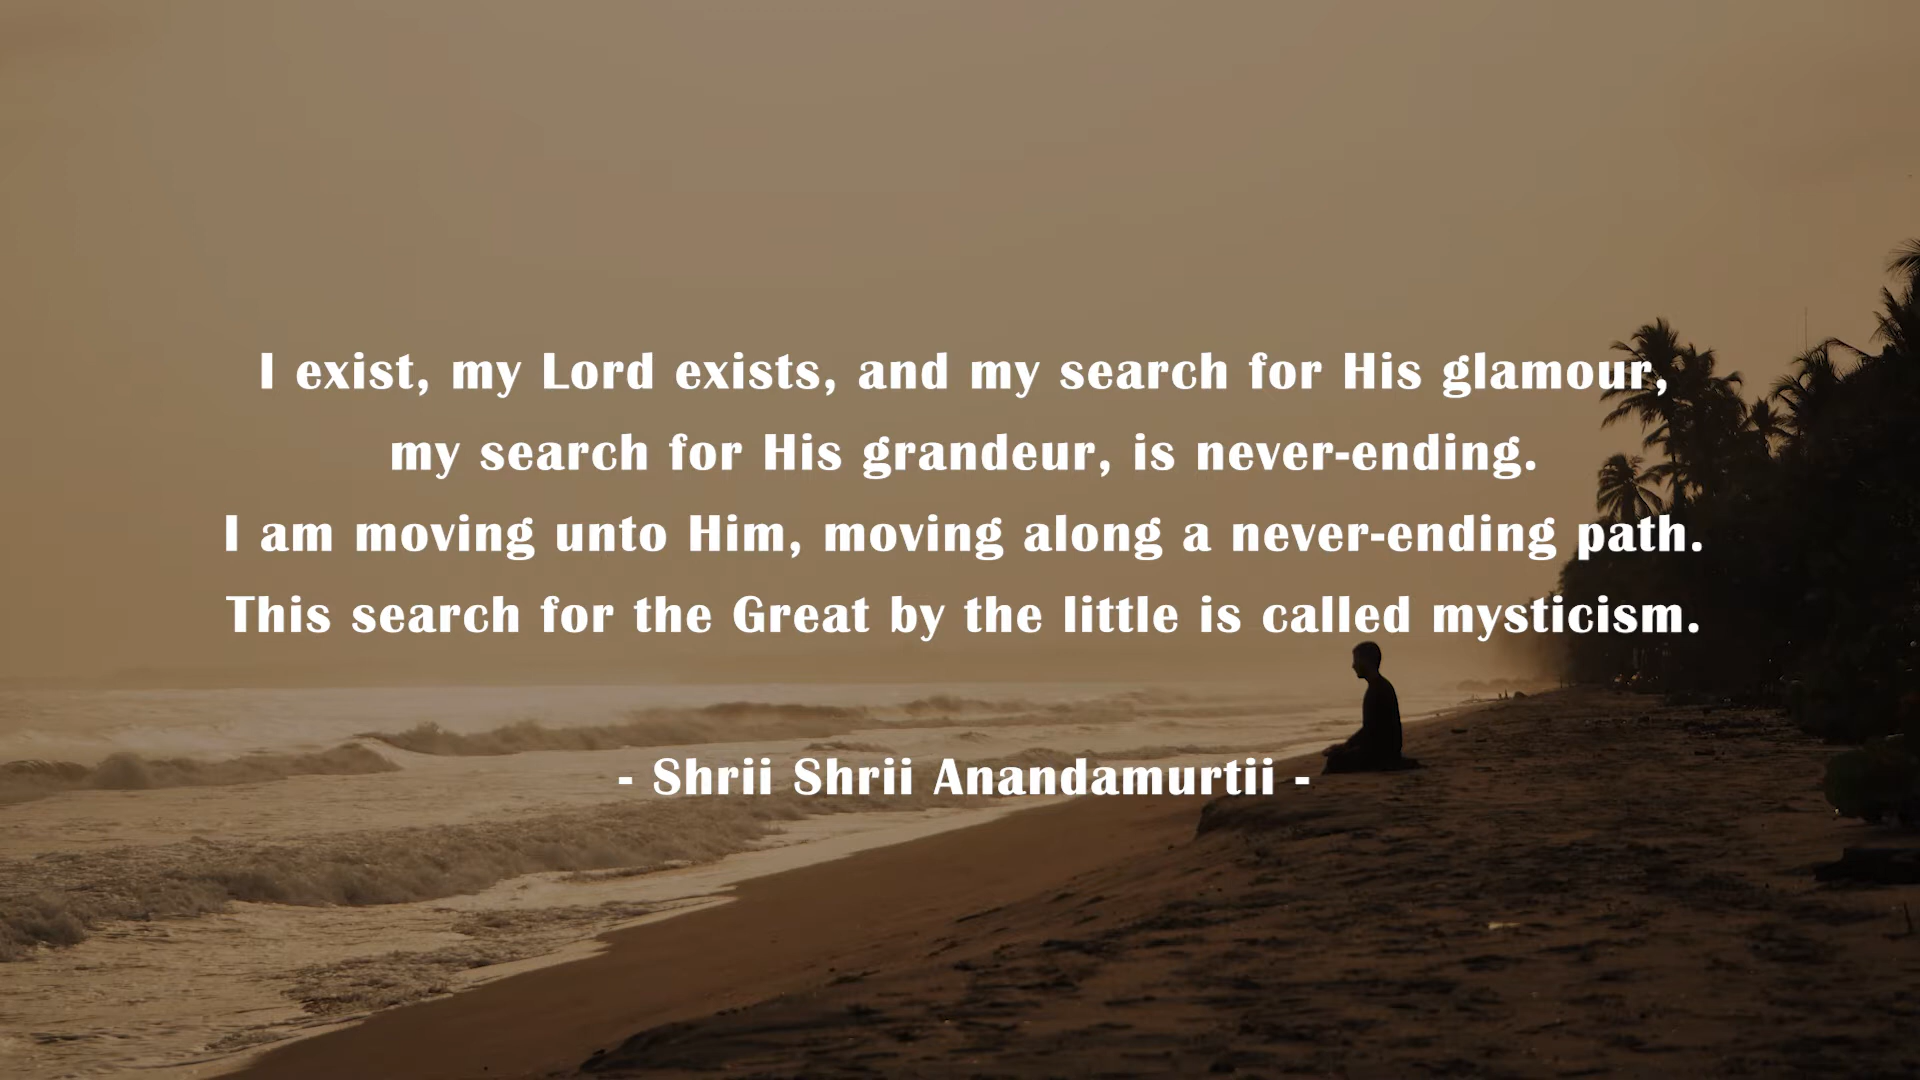 I exist, my Lord exists, and my search for His glamour,
my search for His grandeur, is never-ending.
I am moving unto Him, moving along a never-ending path.
This search for the Great by the little is called mysticism.
- Shrii Shrii Anandamurtii -